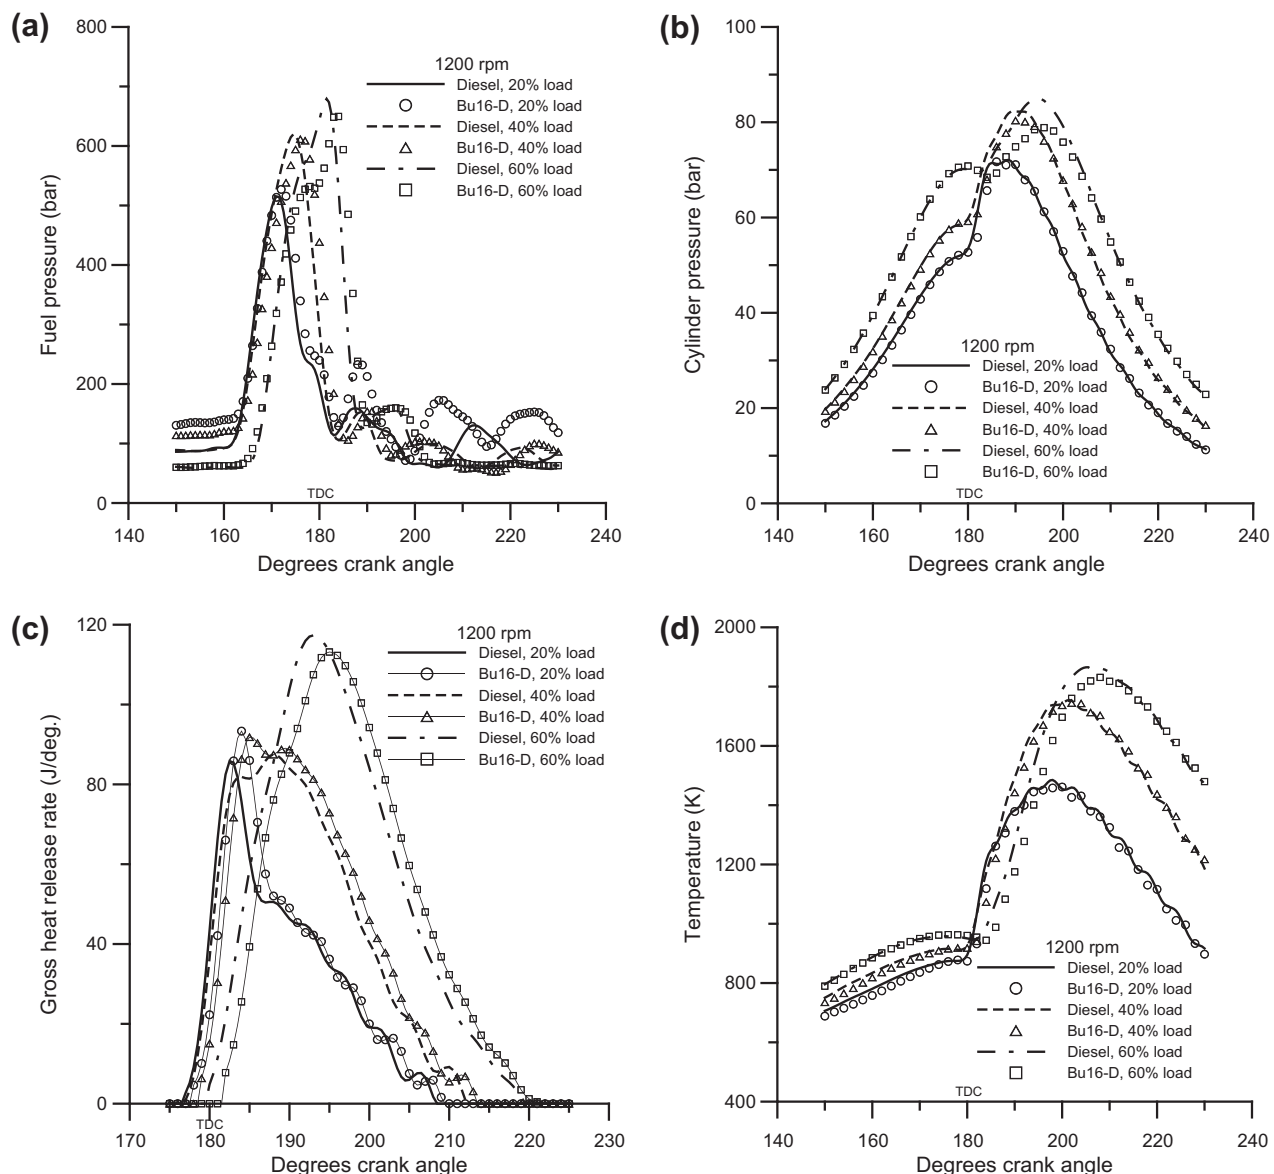 (a)
800
600
400
200
0
Fuel pressure (bar)
1200 rpm
Diesel, 20% load
Bu16-D, 20% load
Diesel, 40% load
Bu16-D, 40% load
Diesel, 60% load
Bu16-D, 60% load
TDC
140 160 180 200 220 240
Degrees crank angle
(b)
100
80
60
40
20
0
Cylinder pressure (bar)
1200 rpm
Diesel, 20% load
Bu16-D, 20% load
Diesel, 40% load
Bu16-D, 40% load
Diesel, 60% load
Bu16-D, 60% load
TDC
140 160 180 200 220 240
Degrees crank angle
(c)
120
80
40
0
Gross heat release rate (J/deg.)
1200 rpm
Diesel, 20% load
Bu16-D, 20% load
Diesel, 40% load
Bu16-D, 40% load
Diesel, 60% load
Bu16-D, 60% load
TDC
170 180 190 200 210 220 230
Degrees crank angle
(d)
2000
1600
1200
800
400
Temperature (K)
1200 rpm
Diesel, 20% load
Bu16-D, 20% load
Diesel, 40% load
Bu16-D, 40% load
Diesel, 60% load
Bu16-D, 60% load
TDC
140 160 180 200 220 240
Degrees crank angle